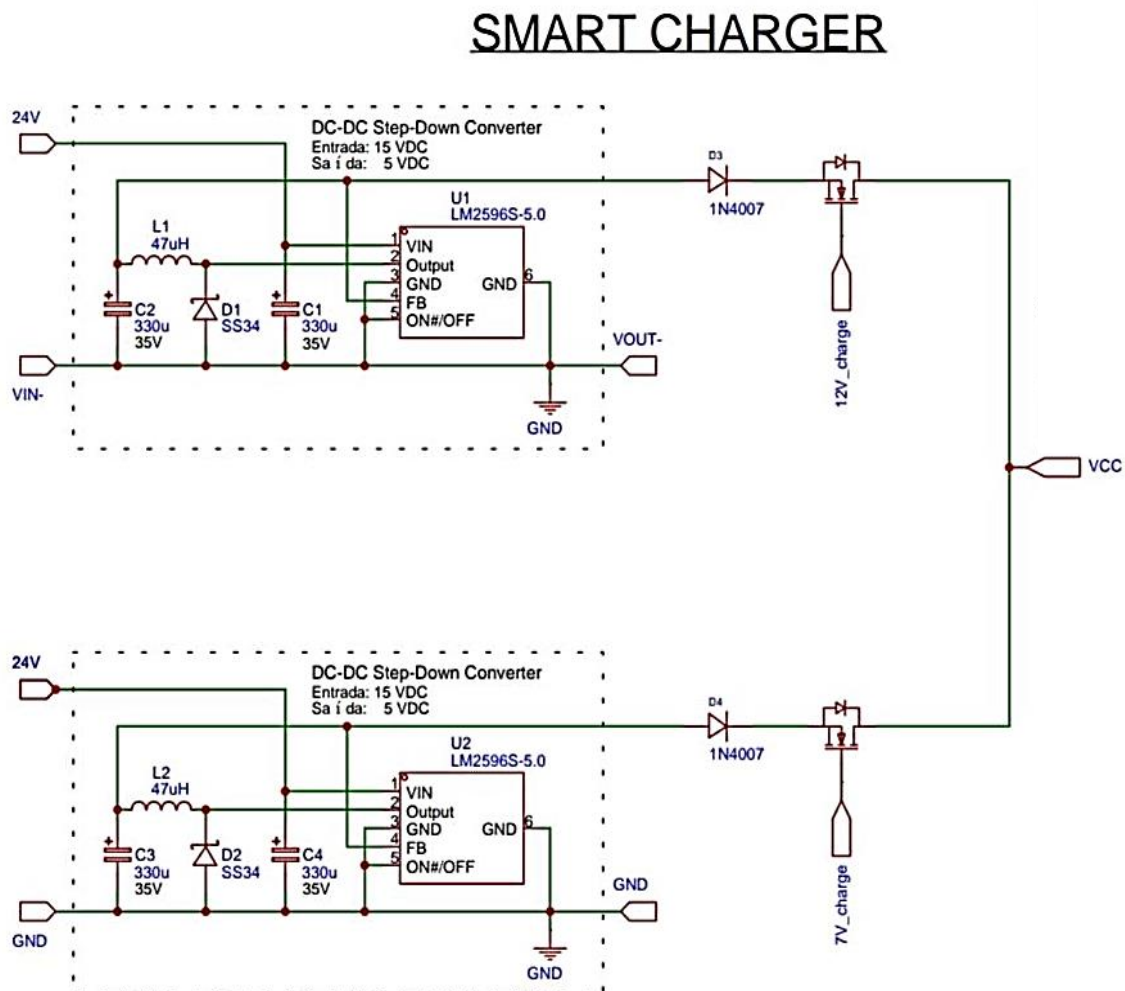 SMART CHARGER
24V
DC-DC Step-Down Converter
Entrada: 15 VDC
Saída: 5 VDC
D3
1N4007
U1
LM2596S-5.0
L1
47uH
1
VIN
2
Output
3
GND
4
FB
5
ON#/OFF
GND
6
C2
330u
35V
D1
SS34
C1
330u
35V
VIN-
VOUT-
GND
12V_charge
VCC
24V
DC-DC Step-Down Converter
Entrada: 15 VDC
Saída: 5 VDC
D4
1N4007
U2
LM2596S-5.0
L2
47uH
1
VIN
2
Output
3
GND
4
FB
5
ON#/OFF
GND
6
C3
330u
35V
D2
SS34
C4
330u
35V
GND
GND
GND
7V_charge